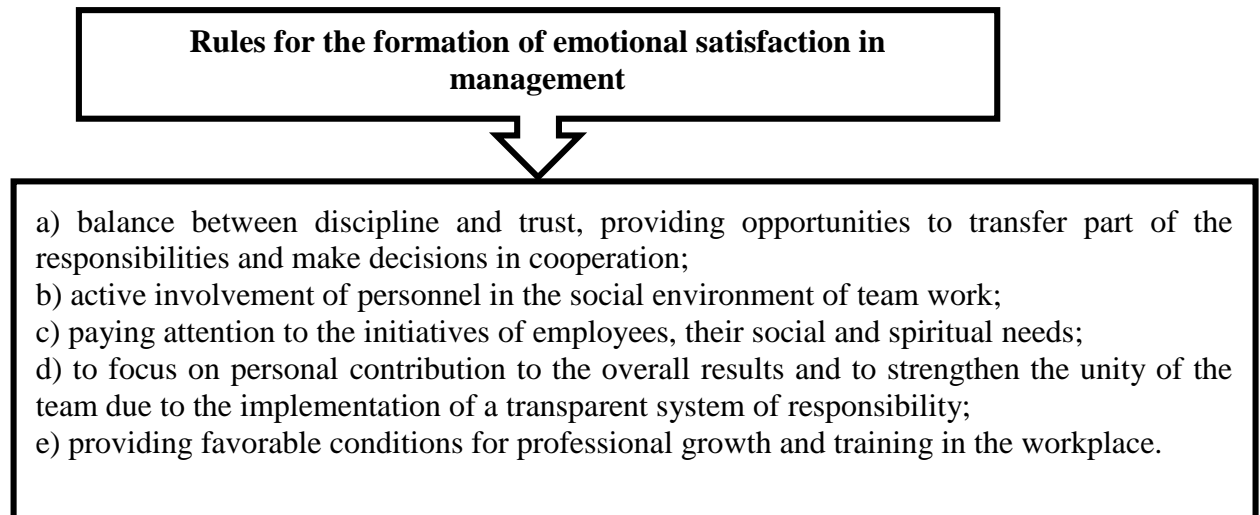 Rules for the formation of emotional satisfaction in
management
a) balance between discipline and trust, providing opportunities to transfer part of the
responsibilities and make decisions in cooperation;
b) active involvement of personnel in the social environment of team work;
c) paying attention to the initiatives of employees, their social and spiritual needs;
d) to focus on personal contribution to the overall results and to strengthen the unity of the
team due to the implementation of a transparent system of responsibility;
e) providing favorable conditions for professional growth and training in the workplace.